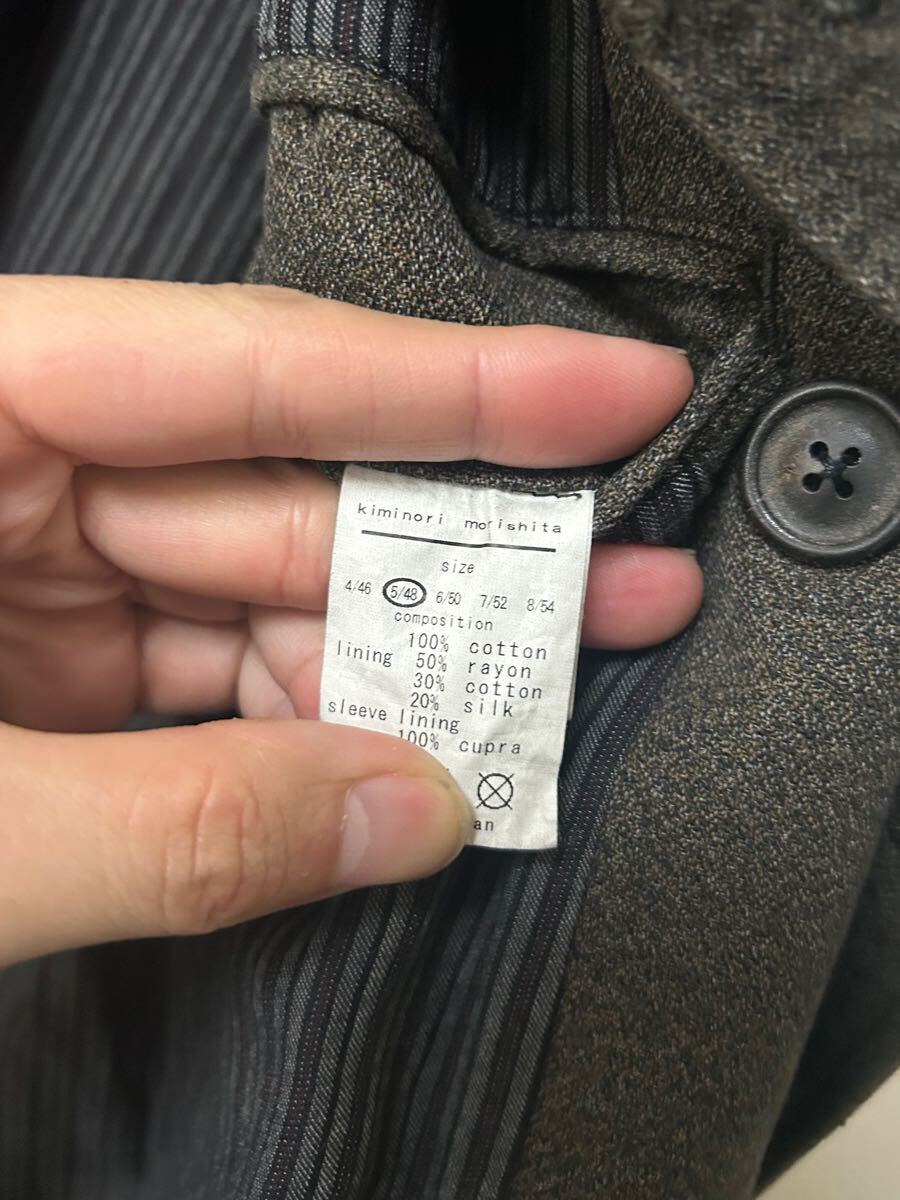 kiminori morishita
size
4/46 5/48 6/50 7/52 8/54
composition
100% cotton
lining 50% rayon
30% cotton
20% silk
sleeve lining
100% cupra